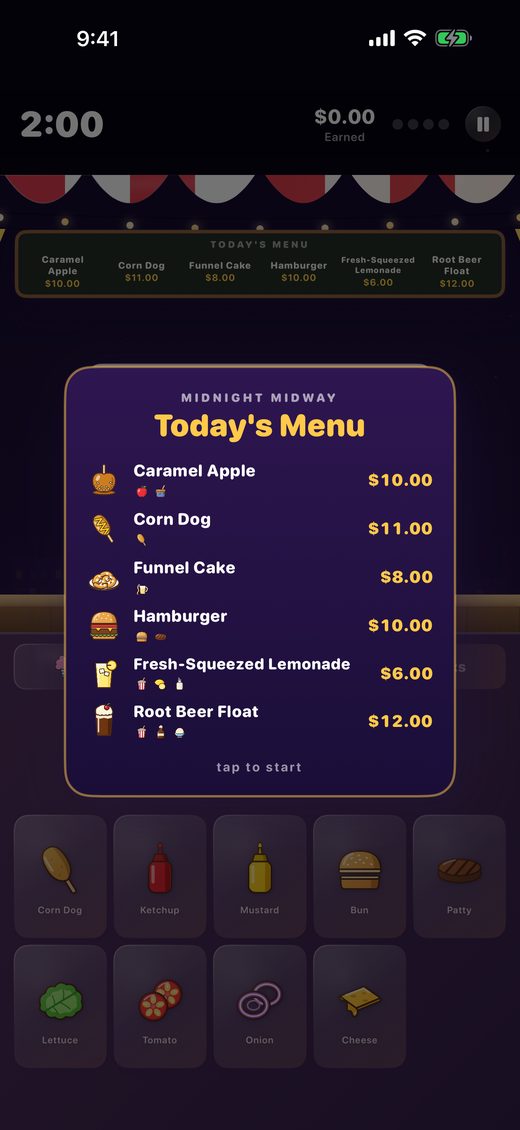 9:41
2:00
$0.00
Earned
TODAY'S MENU
Caramel Apple
$10.00
Corn Dog
$11.00
Funnel Cake
$8.00
Hamburger
$10.00
Fresh-Squeezed Lemonade
$6.00
Root Beer Float
$12.00
MIDNIGHT MIDWAY
Today's Menu
Caramel Apple
$10.00
Corn Dog
$11.00
Funnel Cake
$8.00
Hamburger
$10.00
Fresh-Squeezed Lemonade
$6.00
Root Beer Float
$12.00
tap to start
Corn Dog
Ketchup
Mustard
Bun
Patty
Lettuce
Tomato
Onion
Cheese